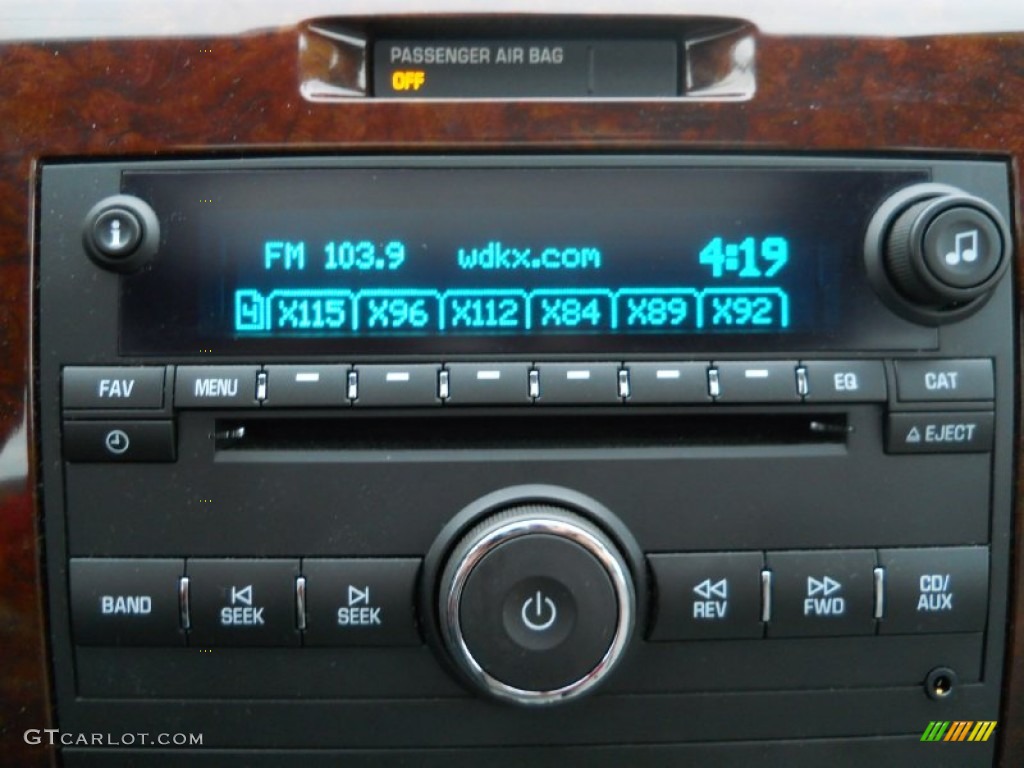 PASSENGER AIR BAG
OFF
i
FM 103.9 wdkx.com 4:19
4 X115 X96 X112 X84 X89 X92
FAV MENU EQ CAT
EJECT
BAND SEEK SEEK REV FWD CD/
AUX
GTCARLOT.COM